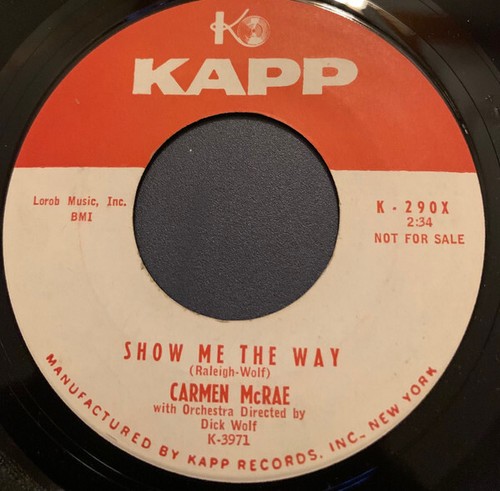 K
KAPP
Lorob Music, Inc.
BMI
K - 290X
2:34
NOT FOR SALE
SHOW ME THE WAY
(Raleigh-Wolf)
CARMEN McRAE
with Orchestra Directed by
Dick Wolf
K-3971
MANUFACTURED BY KAPP RECORDS, INC., NEW YORK